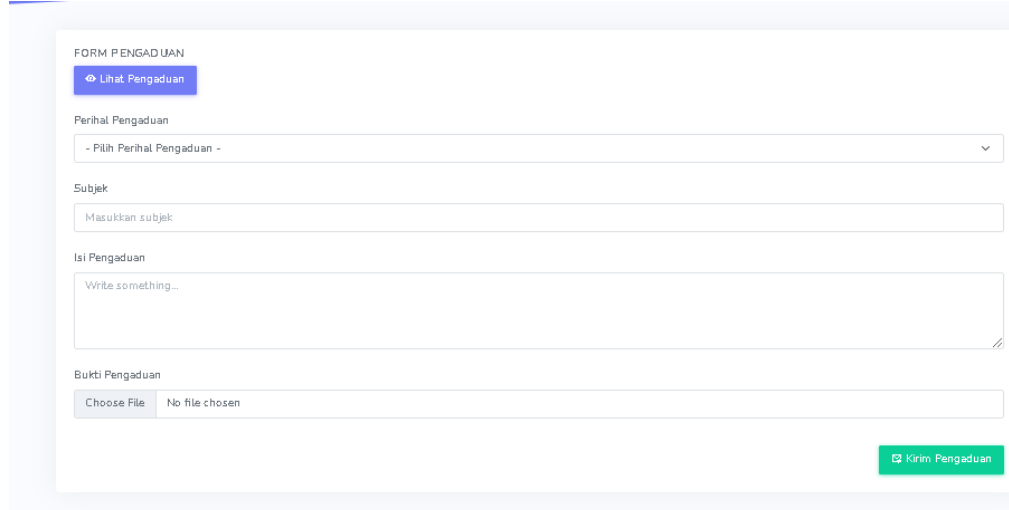 FORM PENGADUAN
Lihat Pengaduan
Perihal Pengaduan
- Pilih Perihal Pengaduan -
Subjek
Masukkan subjek
Isi Pengaduan
Write something...
Bukti Pengaduan
Choose File No file chosen
Kirim Pengaduan